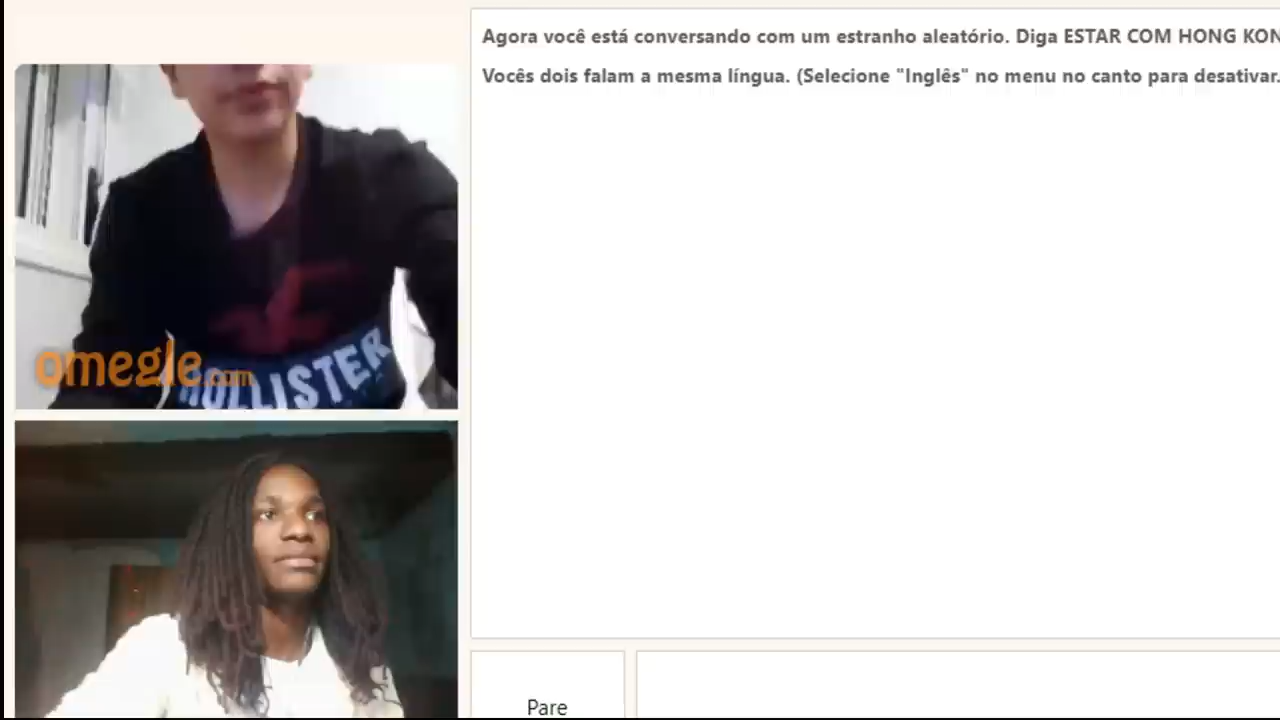 Agora você está conversando com um estranho aleatório. Diga ESTAR COM HONG KON
Vocês dois falam a mesma língua. (Selecione "Inglês" no menu no canto para desativar.
omegle.com
HOLLISTER
Pare